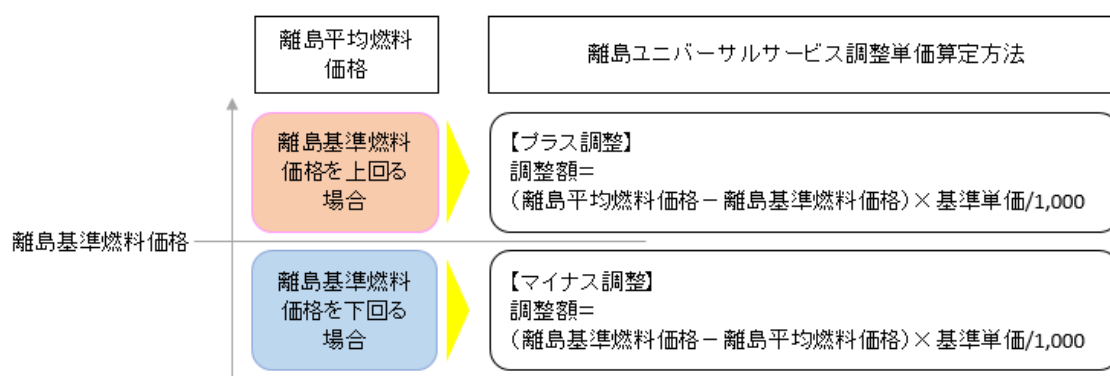 離島平均燃料
価格
離島ユニバーサルサービス調整単価算定方法
離島基準燃料
価格を上回る
場合
【プラス調整】
調整額＝
(離島平均燃料価格－離島基準燃料価格)×基準単価/1,000
離島基準燃料価格
離島基準燃料
価格を下回る
場合
【マイナス調整】
調整額＝
(離島基準燃料価格－離島平均燃料価格)×基準単価/1,000